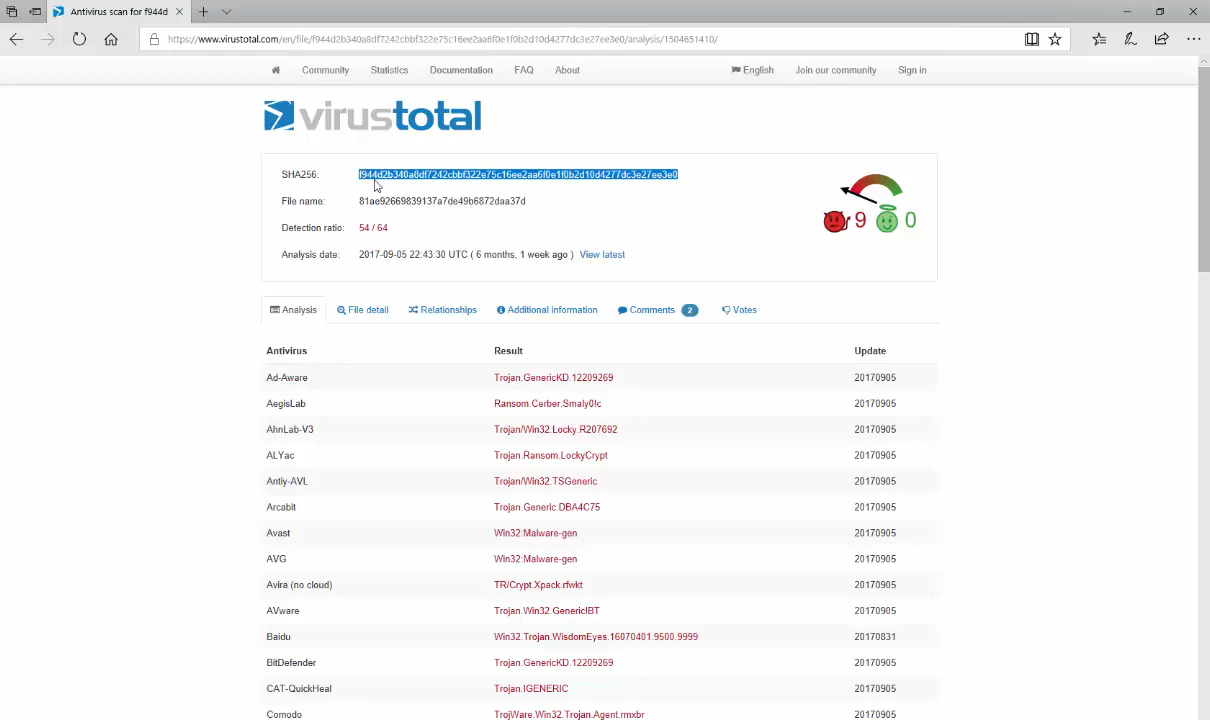 Antivirus scan for f944d
https://www.virustotal.com/en/file/f944d2b340a8df7242cbbf322e75c16ee2aa6f0e1f0b2d10d4277dc3e27ee3e0/analysis/1504651410/
Community Statistics Documentation FAQ About English Join our community Sign in
virustotal
SHA256: f944d2b340a8df7242cbbf322e75c16ee2aa6f0e1f0b2d10d4277dc3e27ee3e0
File name: 81ae92669839137a7de49b6872daa37d
Detection ratio: 54 / 64
Analysis date: 2017-09-05 22:43:30 UTC ( 6 months, 1 week ago ) View latest
9 0
Analysis File detail Relationships Additional information Comments 2 Votes
Antivirus Result Update
Ad-Aware Trojan.GenericKD.12209269 20170905
AegisLab Ransom.Cerber.Smaly0!c 20170905
AhnLab-V3 Trojan/Win32.Locky.R207692 20170905
ALYac Trojan.Ransom.LockyCrypt 20170905
Antiy-AVL Trojan/Win32.TSGeneric 20170905
Arcabit Trojan.Generic.DBA4C75 20170905
Avast Win32:Malware-gen 20170905
AVG Win32:Malware-gen 20170905
Avira (no cloud) TR/Crypt.Xpack.rfwkt 20170905
AVware Trojan.Win32.Generic!BT 20170905
Baidu Win32.Trojan.WisdomEyes.16070401.9500.9999 20170831
BitDefender Trojan.GenericKD.12209269 20170905
CAT-QuickHeal Trojan.IGENERIC 20170905
Comodo TrojWare.Win32.Trojan.Agent.rmxbr 20170905